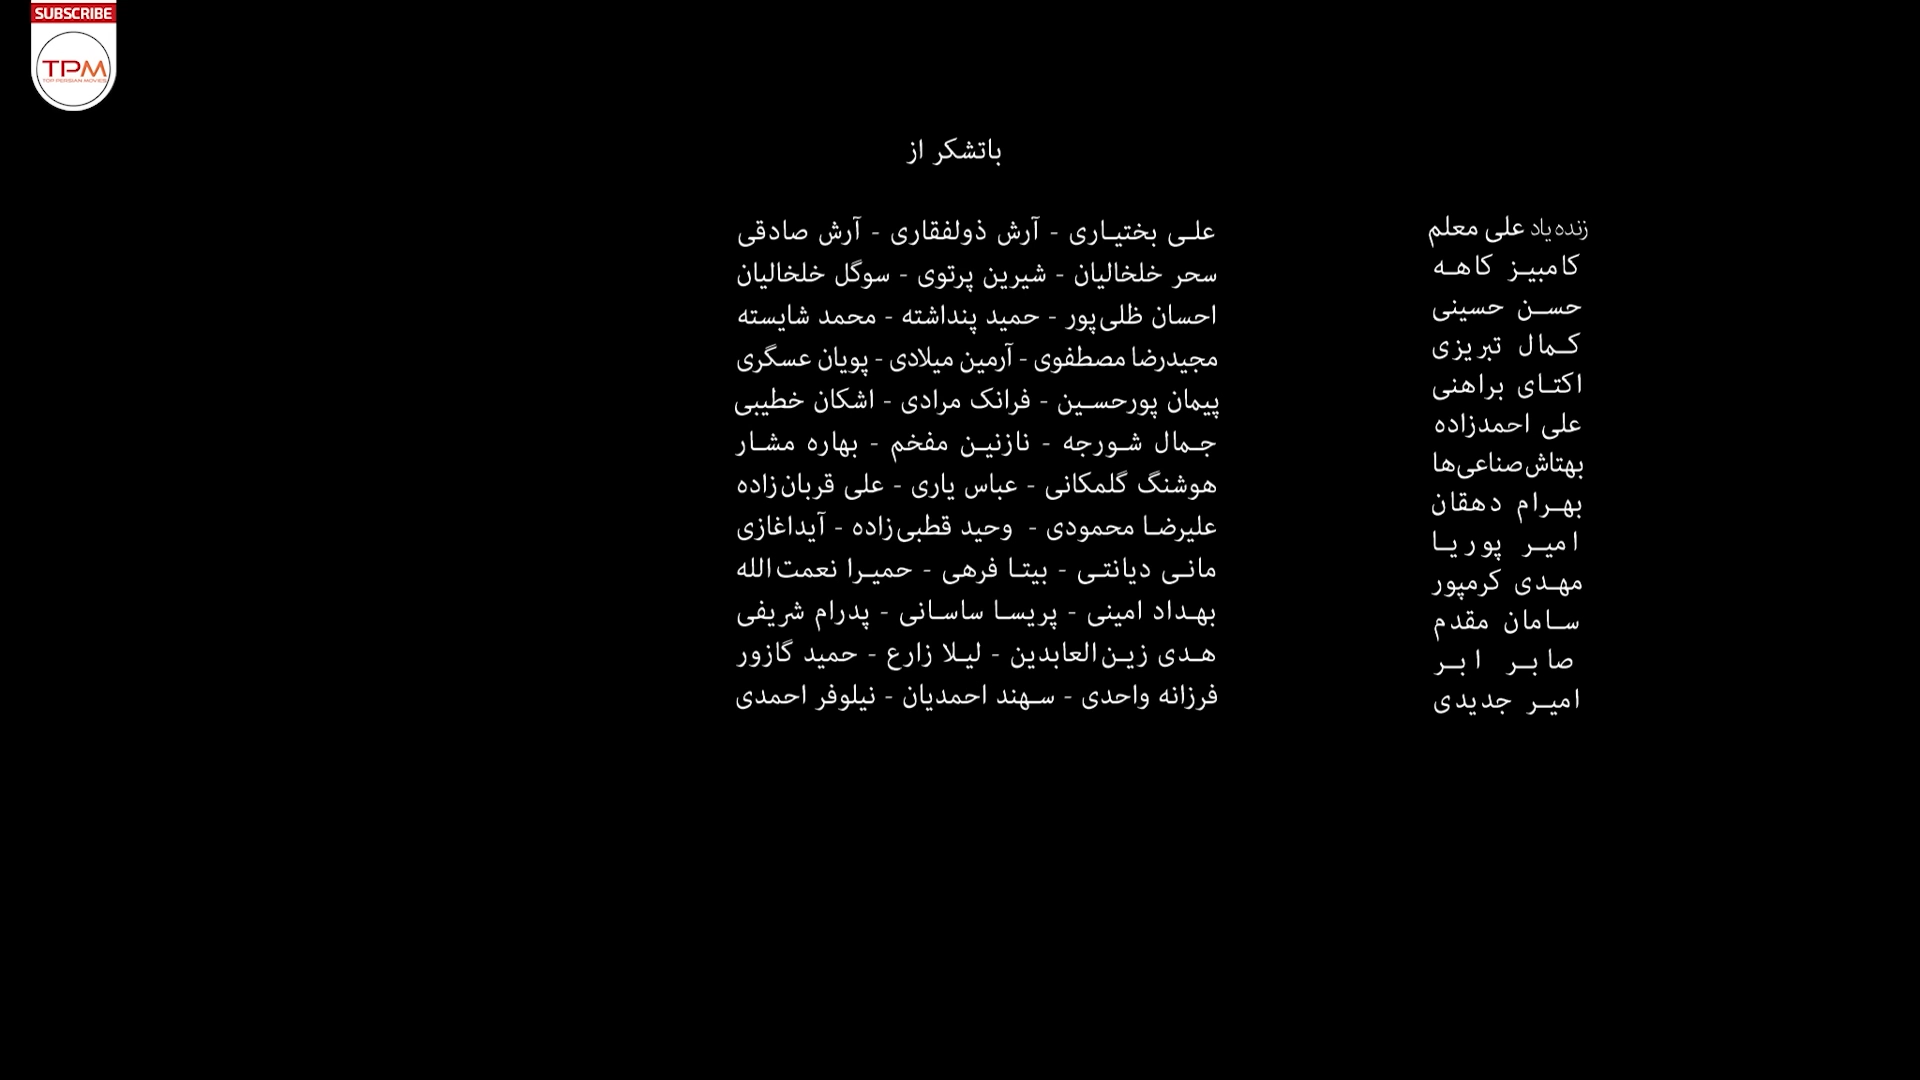 SUBSCRIBE
TPM
TOP PERSIAN MOVIES
باتشکر از
زنده‌یاد علی معلم
کامبیز کاهه
حسن حسینی
کمال تبریزی
اکتای براهنی
علی احمدزاده
بهتاش صناعی‌ها
بهرام دهقان
امیر پوریا
مهدی کرمپور
سامان مقدم
صابر ابر
امیر جدیدی
علی بختیاری - آرش ذولفقاری - آرش صادقی
سحر خلخالیان - شیرین پرتوی - سوگل خلخالیان
احسان ظلی‌پور - حمید پنداشته - محمد شایسته
مجیدرضا مصطفوی - آرمین میلادی - پویان عسگری
پیمان پورحسین - فرانک مرادی - اشکان خطیبی
جمال شورجه - نازنین مفخم - بهاره مشار
هوشنگ گلمکانی - عباس یاری - علی قربان‌زاده
علیرضا محمودی - وحید قطبی‌زاده - آیداغازی
مانی دیانتی - بیتا فرهی - حمیرا نعمت‌الله
بهداد امینی - پریسا ساسانی - پدرام شریفی
هدی زین‌العابدین - لیلا زارع - حمید گازور
فرزانه واحدی - سهند احمدیان - نیلوفر احمدی